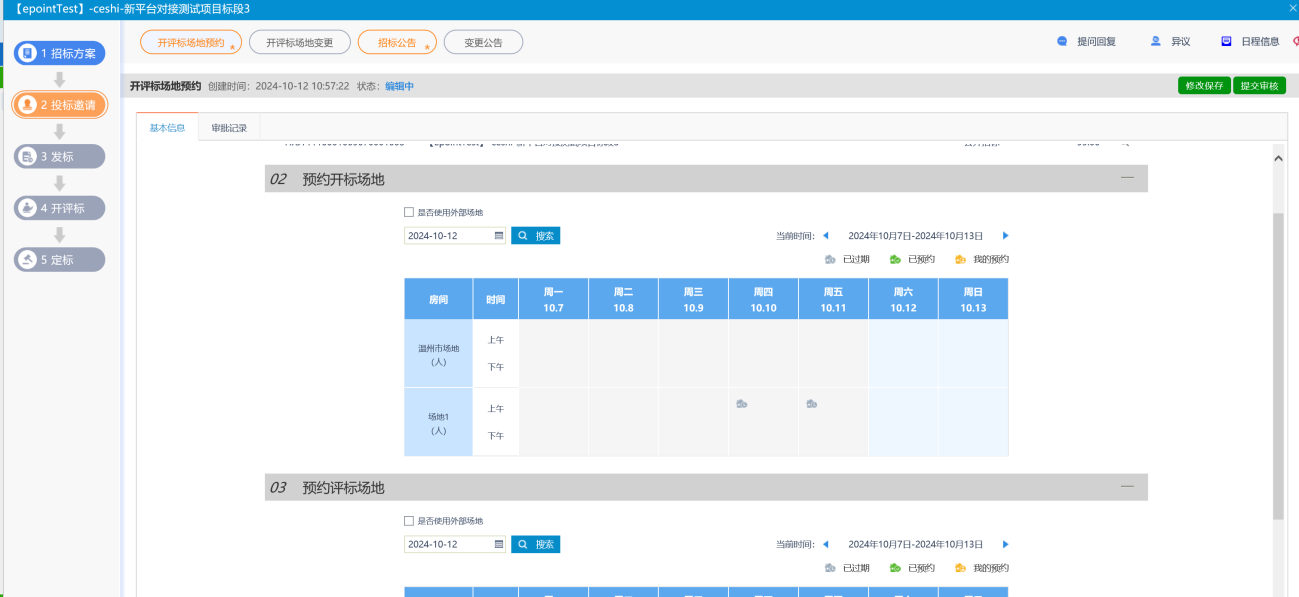 【epointTest】-ceshi-新平台对接测试项目标段3
1 招标方案
2 投标邀请
3 发标
4 开评标
5 定标
开评标场地预约 *
开评标场地变更
招标公告 *
变更公告
提问回复
异议
日程信息
开评标场地预约 创建时间: 2024-10-12 10:57:22 状态: 编辑中
修改保存
提交审核
基本信息
审批记录
02 预约开标场地
是否使用外部场地
2024-10-12
搜索
当前时间: 2024年10月7日-2024年10月13日
已过期 已预约 我的预约
房间 时间 周一 10.7 周二 10.8 周三 10.9 周四 10.10 周五 10.11 周六 10.12 周日 10.13
温州市场地
(人)
上午
下午
场地1
(人)
上午
下午
03 预约评标场地
是否使用外部场地
2024-10-12
搜索
当前时间: 2024年10月7日-2024年10月13日
已过期 已预约 我的预约